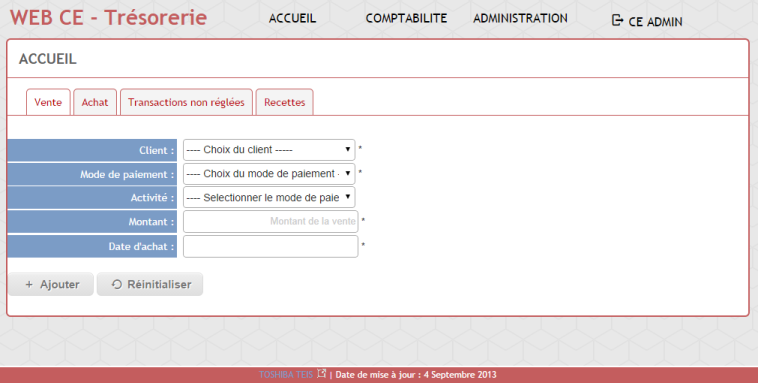 WEB CE - Trésorerie ACCUEIL COMPTABILITE ADMINISTRATION CE ADMIN
ACCUEIL
Vente Achat Transactions non réglées Recettes
Client : ---- Choix du client ----- *
Mode de paiement : ---- Choix du mode de paiement - *
Activité : ---- Selectionner le mode de paie
Montant : Montant de la vente *
Date d'achat : *
+ Ajouter Réinitialiser
TOSHIBA TEIS | Date de mise à jour : 4 Septembre 2013